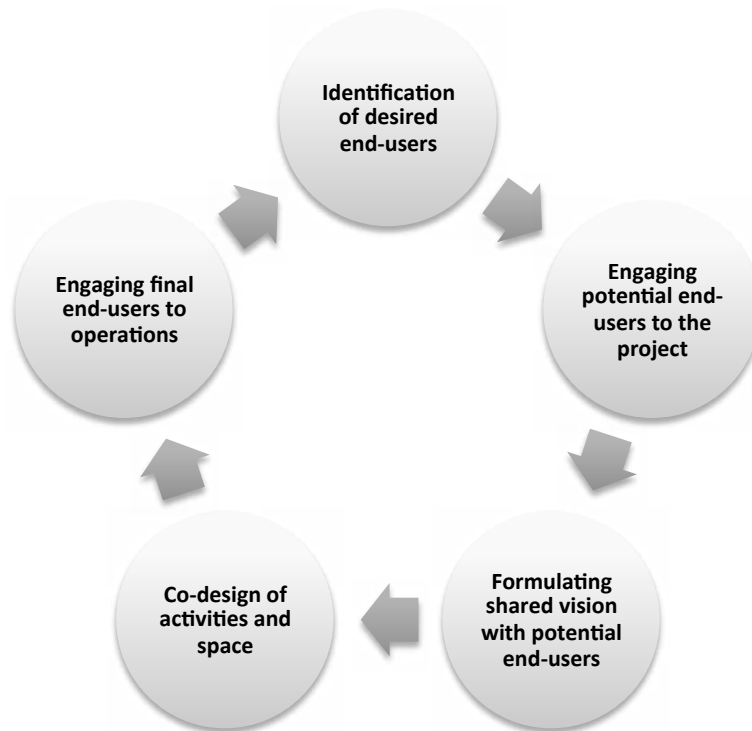 Identification
of desired
end-users
Engaging
potential end-
users to the
project
Formulating
shared vision
with potential
end-users
Co-design of
activities and
space
Engaging final
end-users to
operations